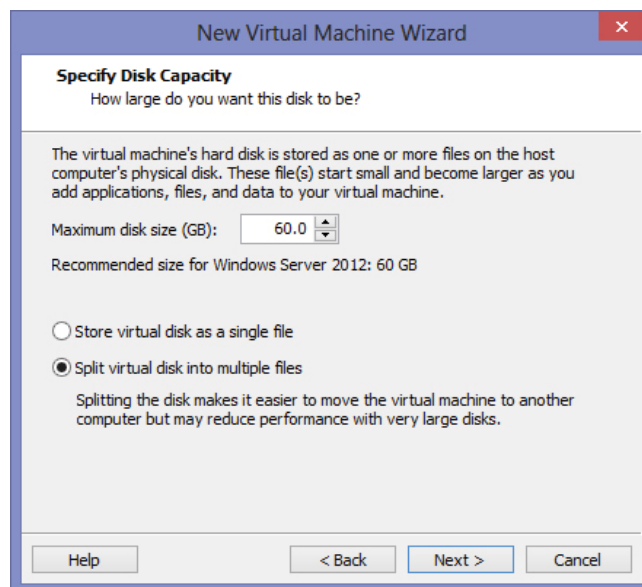 New Virtual Machine Wizard
Specify Disk Capacity
How large do you want this disk to be?
The virtual machine's hard disk is stored as one or more files on the host
computer's physical disk. These file(s) start small and become larger as you
add applications, files, and data to your virtual machine.
Maximum disk size (GB): 60.0
Recommended size for Windows Server 2012: 60 GB
Store virtual disk as a single file
Split virtual disk into multiple files
Splitting the disk makes it easier to move the virtual machine to another
computer but may reduce performance with very large disks.
Help < Back Next > Cancel